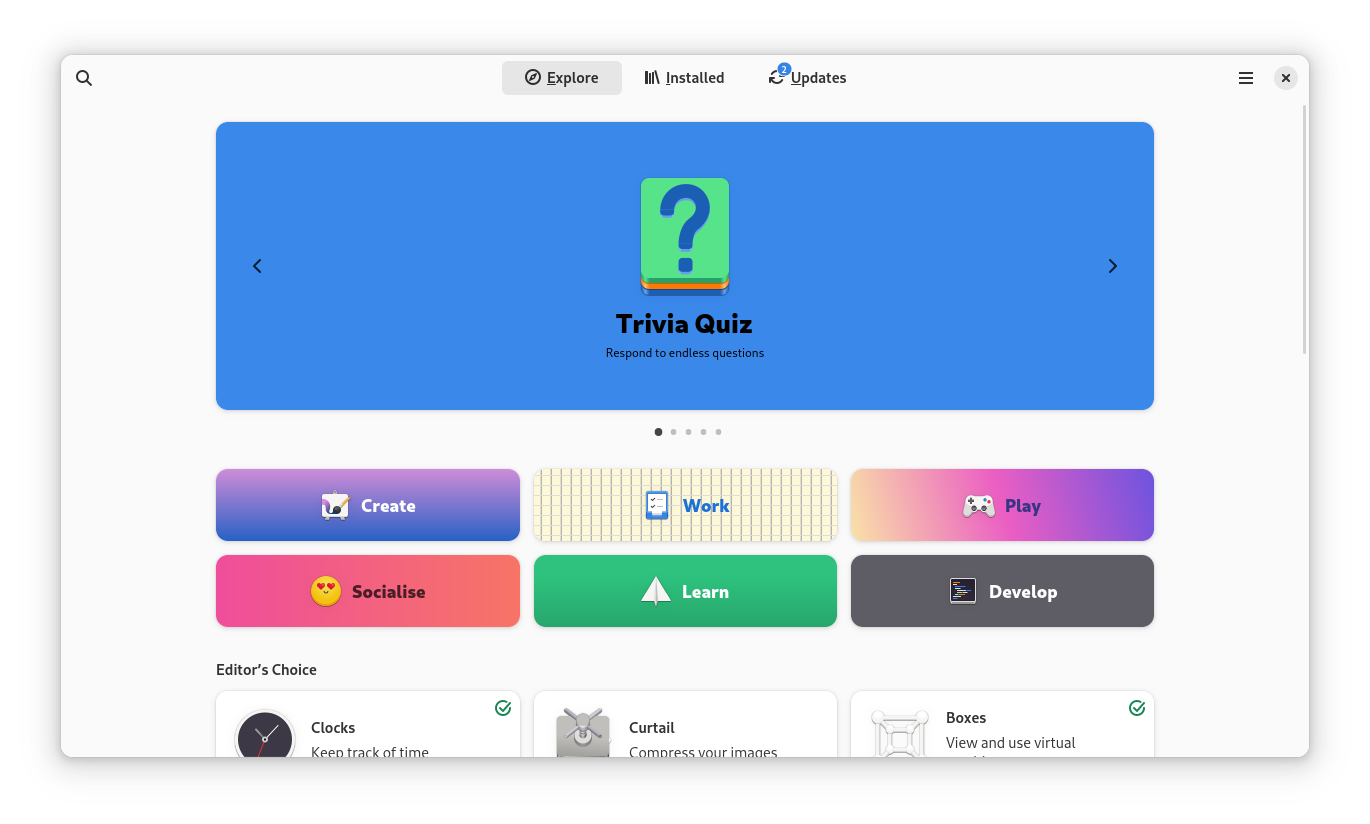 Explore
Installed
2
Updates
Trivia Quiz
Respond to endless questions
Create
Work
Play
Socialise
Learn
Develop
Editor’s Choice
Clocks
Keep track of time
Curtail
Compress your images
Boxes
View and use virtual